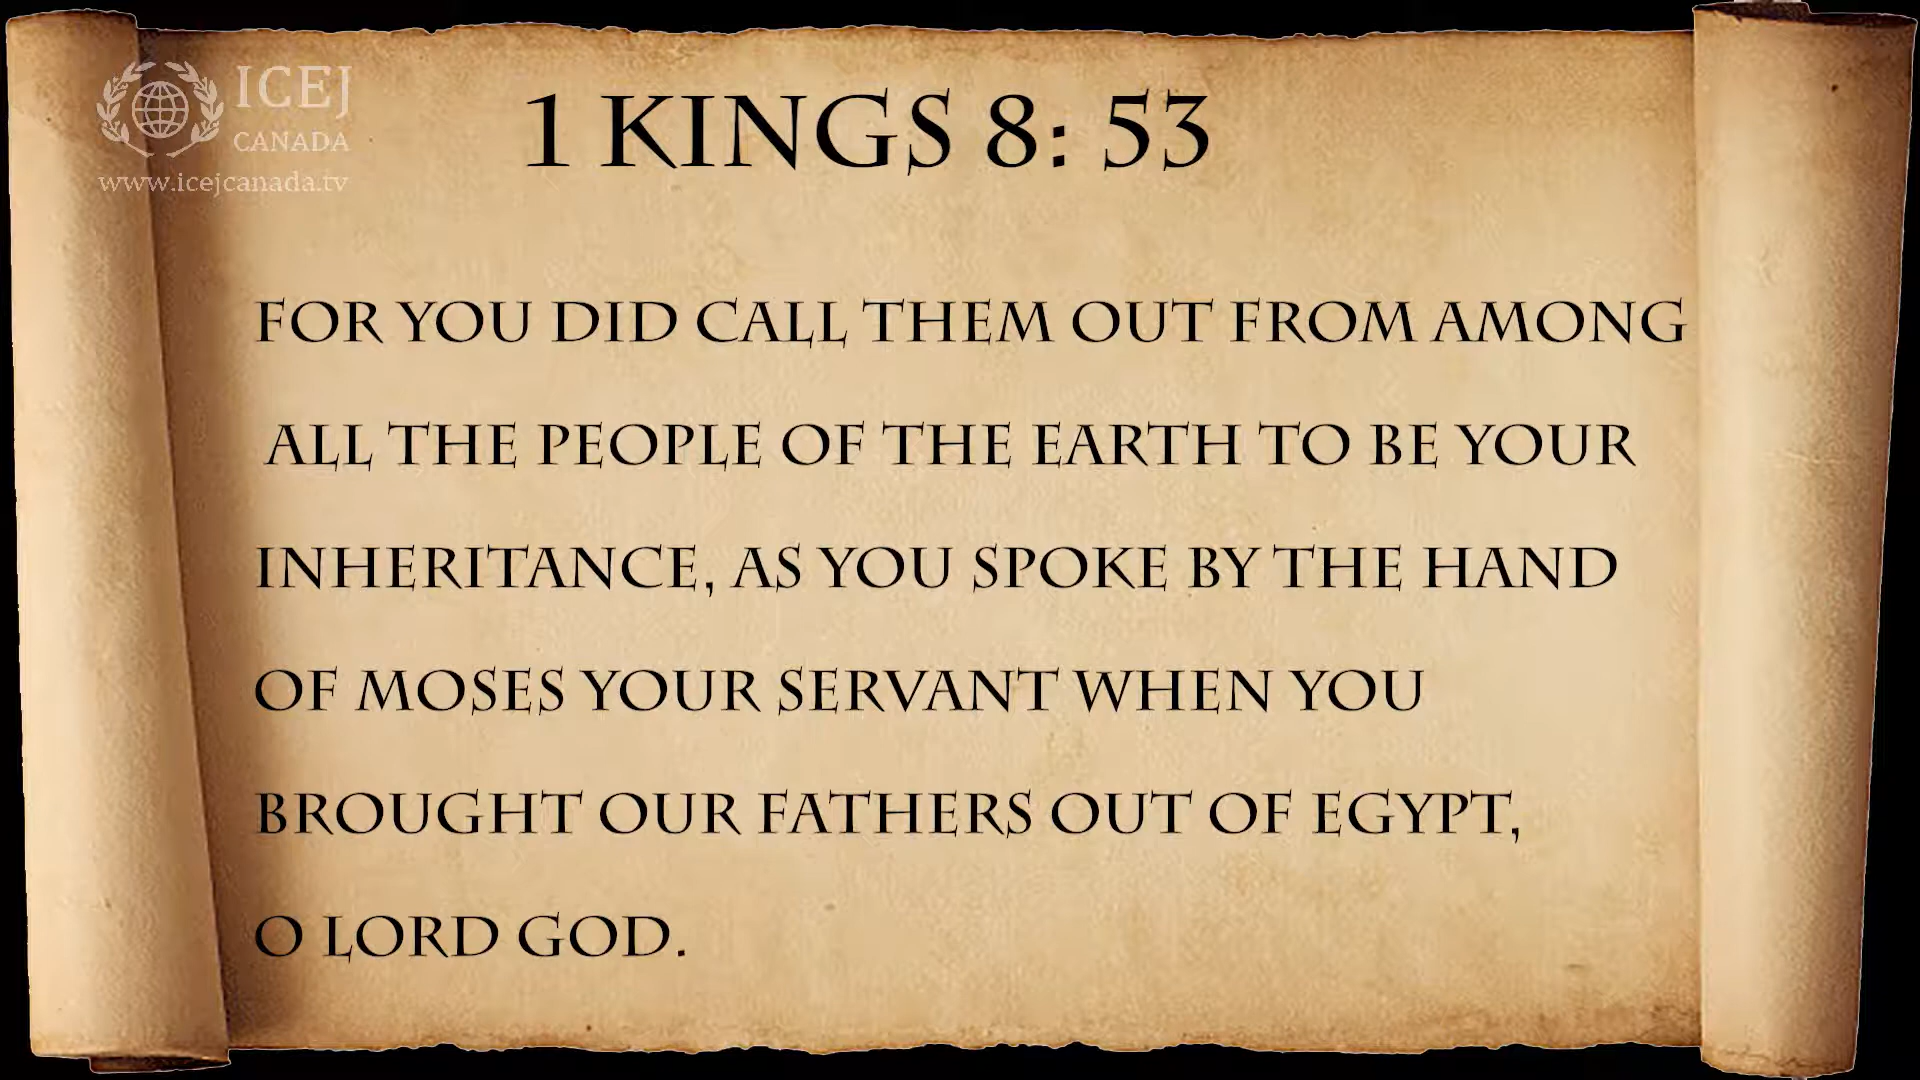 ICEJ
CANADA
www.icejcanada.tv
1 KINGS 8: 53
FOR YOU DID CALL THEM OUT FROM AMONG
ALL THE PEOPLE OF THE EARTH TO BE YOUR
INHERITANCE, AS YOU SPOKE BY THE HAND
OF MOSES YOUR SERVANT WHEN YOU
BROUGHT OUR FATHERS OUT OF EGYPT,
O LORD GOD.